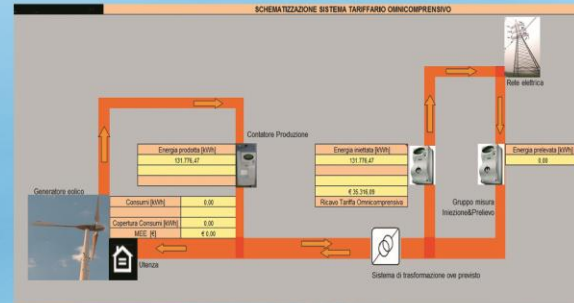 SCHEMATIZZAZIONE SISTEMA TARIFFARIO OMNICOMPRENSIVO
Rete elettrica
Contatore Produzione
Energia prodotta [kWh]
131.776,47
Energia iniettata [kWh]
131.776,47
€ 35.316,09
Ricavo Tariffa Omnicomprensiva
Energia prelevata [kWh]
0,00
Generatore eolico
Consumi [kWh] 0,00
Copertura Consumi [kWh] 0,00
MEE [€] € 0,00
Gruppo misura
Iniezione&Prelievo
Utenza
Sistema di trasformazione ove previsto